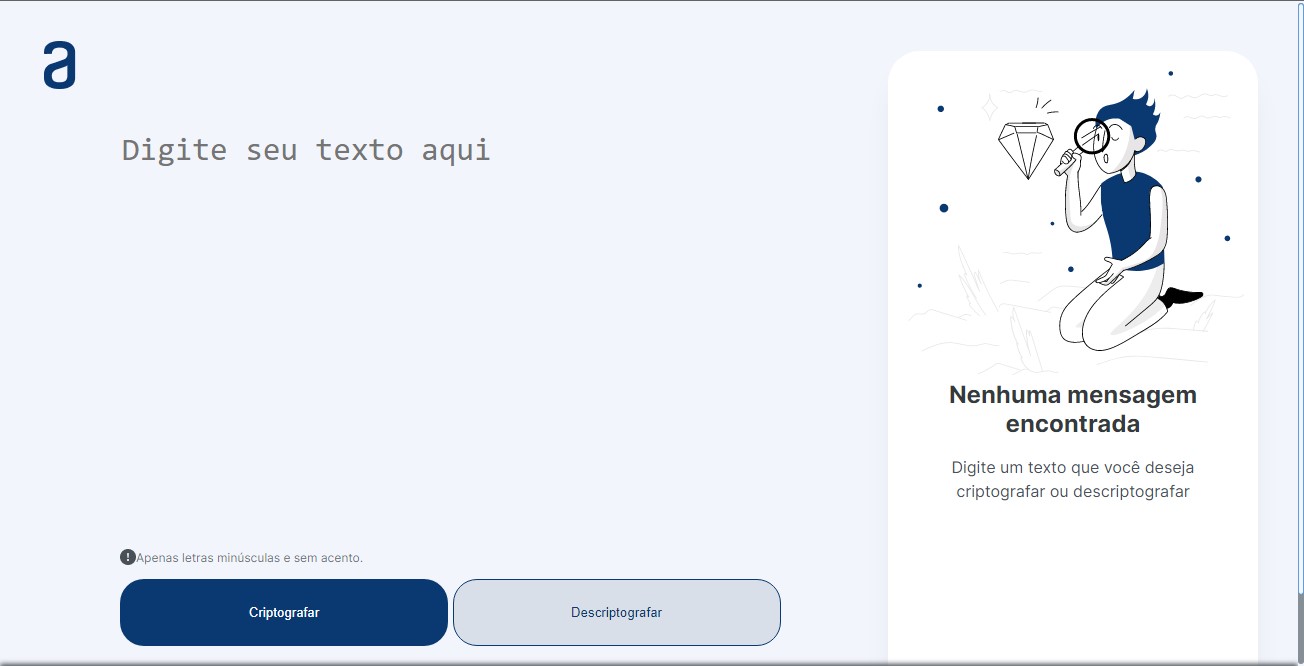 a
Digite seu texto aqui
Apenas letras minúsculas e sem acento.
Criptografar
Descriptografar
Nenhuma mensagem
encontrada
Digite um texto que você deseja
criptografar ou descriptografar